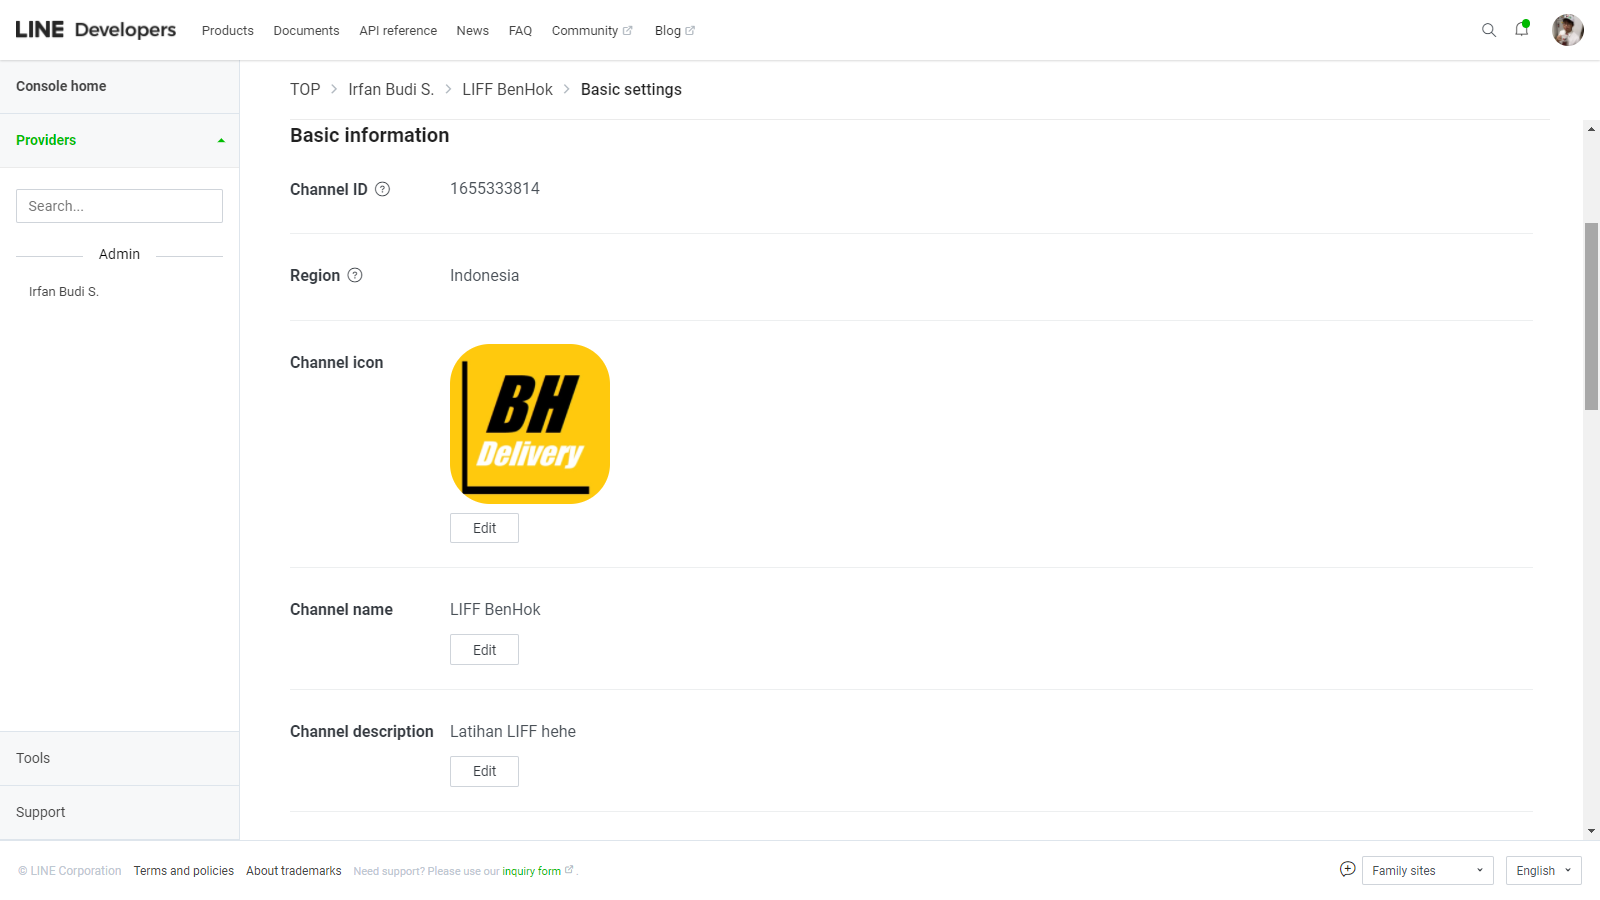 LINE Developers Products Documents API reference News FAQ Community Blog
Console home
Providers
Search...
Admin
Irfan Budi S.
Tools
Support
TOP Irfan Budi S. LIFF BenHok Basic settings
Basic information
Channel ID ? 1655333814
Region ? Indonesia
Channel icon
BH
Delivery
Edit
Channel name LIFF BenHok
Edit
Channel description Latihan LIFF hehe
Edit
© LINE Corporation Terms and policies About trademarks Need support? Please use our inquiry form . Family sites English